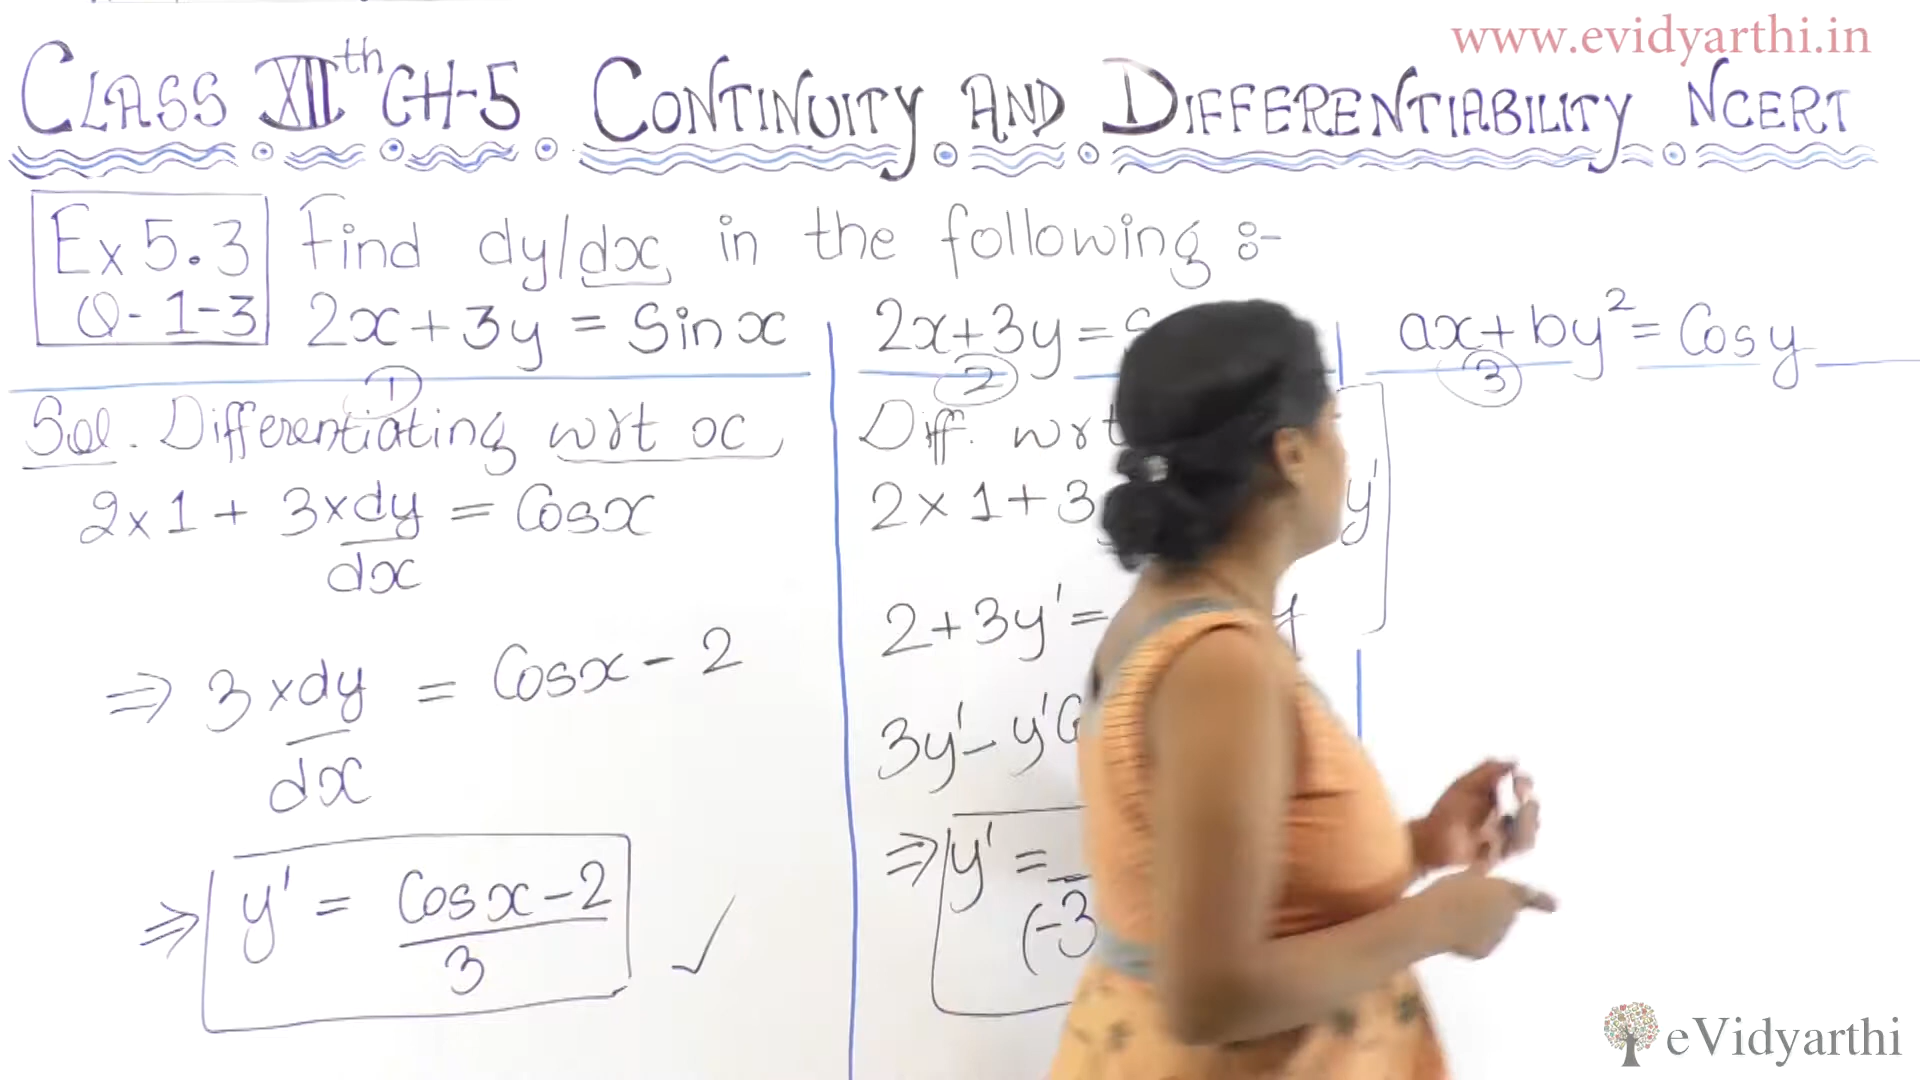 www.evidyarthi.in
CLASS XIIth CH-5 CONTINUITY AND DIFFERENTIABILITY NCERT
Ex 5.3
Q-1-3
Find dy/dx in the following :-
2x+3y = Sinx
①
Sol. Differentiating wrt x
2x1 + 3xdy/dx = Cosx
⇒ 3xdy/dx = Cosx - 2
⇒ y' = Cosx-2/3 ✓
2x+3y=S
②
Diff. wrt
2x1+3 y'
2+3y'= y
3y'-y'C
⇒ y' =
(-3
ax+by²=Cosy
③
eVidyarthi